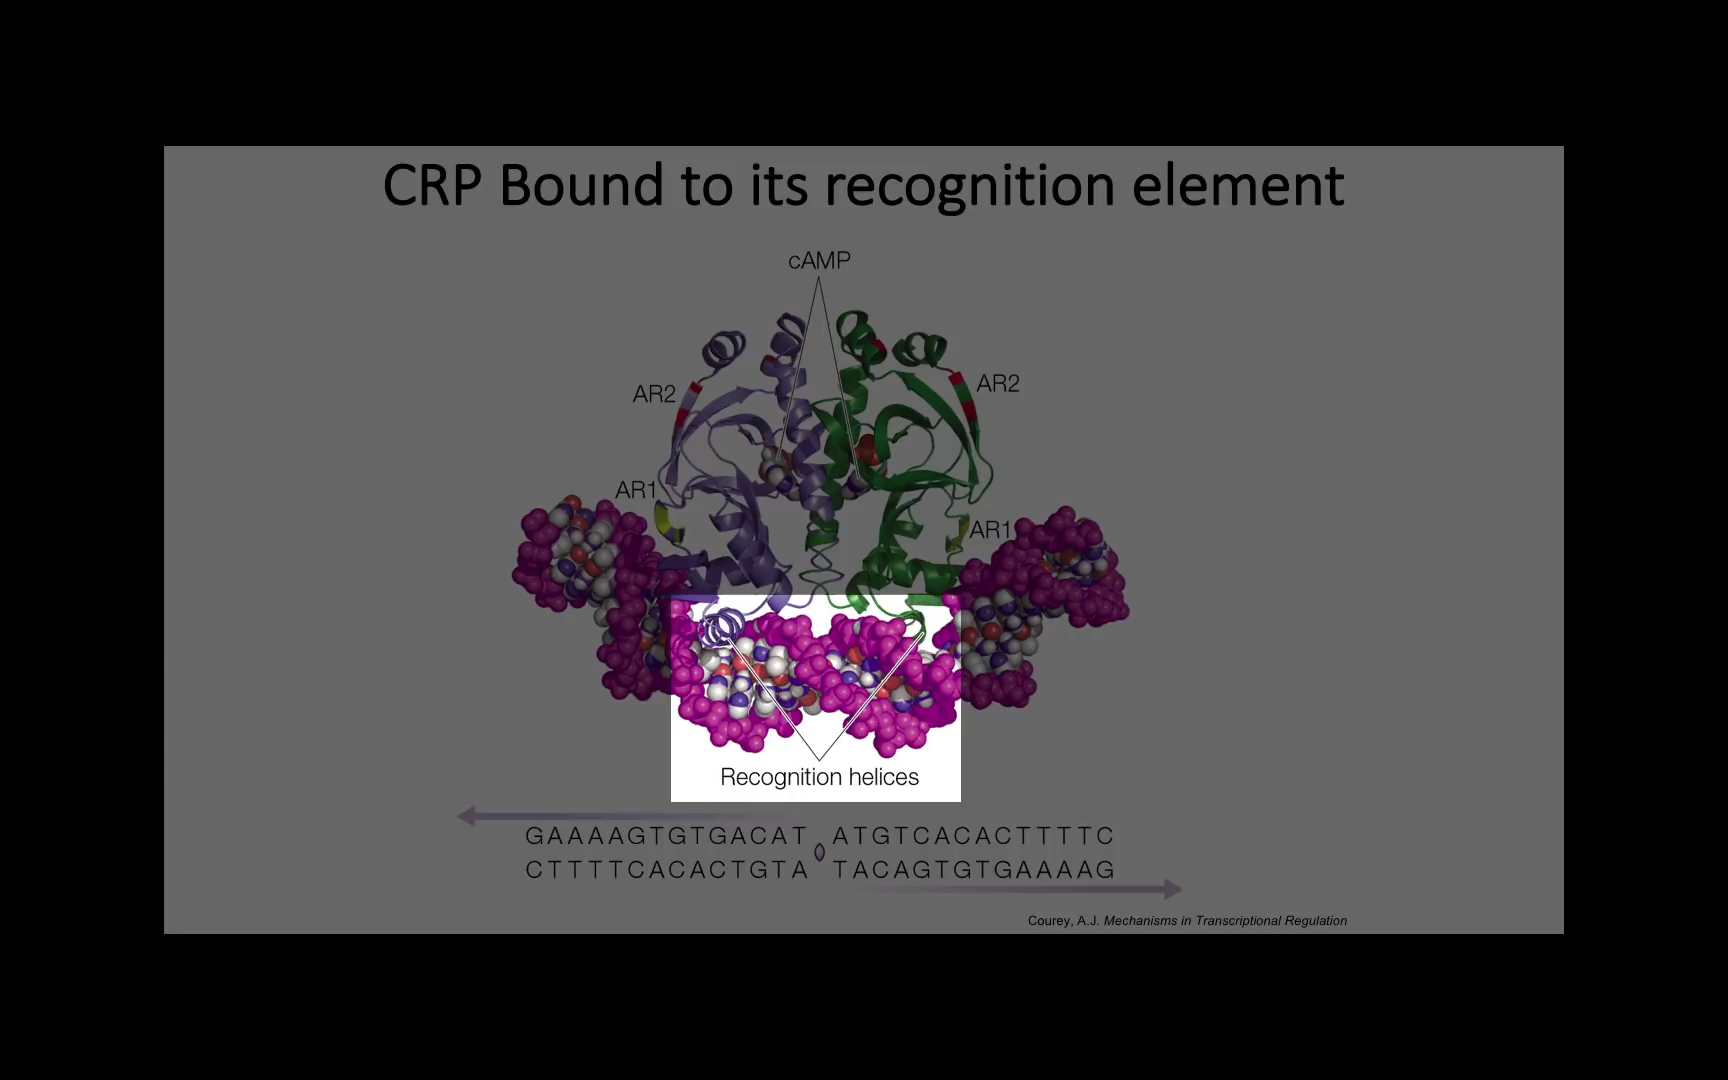 CRP Bound to its recognition element
cAMP
AR2
AR2
AR1
AR1
Recognition helices
GAAAAGTGTGACAT ATGTCACACTTTTC
CTTTTCACACTGTA TACAGTGTGAAAAG
Courey, A.J. Mechanisms in Transcriptional Regulation